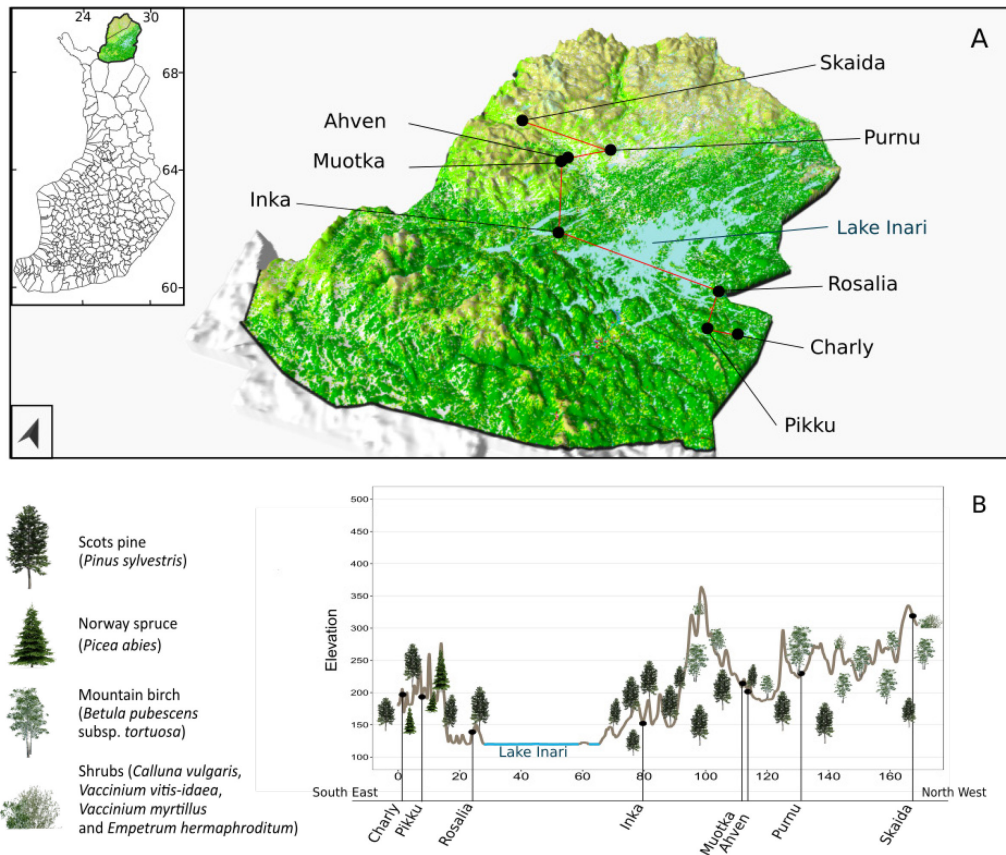 24 30
A
68
64
60
Skaida
Ahven
Purnu
Muotka
Inka
Lake Inari
Rosalia
Charly
Pikku
B
Scots pine
(Pinus sylvestris)
Norway spruce
(Picea abies)
Mountain birch
(Betula pubescens
subsp. tortuosa)
Shrubs (Calluna vulgaris,
Vaccinium vitis-idaea,
Vaccinium myrtillus
and Empetrum hermaphroditum)
Elevation
500
450
400
350
300
250
200
150
100
Lake Inari
0 20 40 60 80 100 120 140 160
South East North West
Charly
Pikku
Rosalia
Inka
Muotka
Ahven
Purnu
Skaida